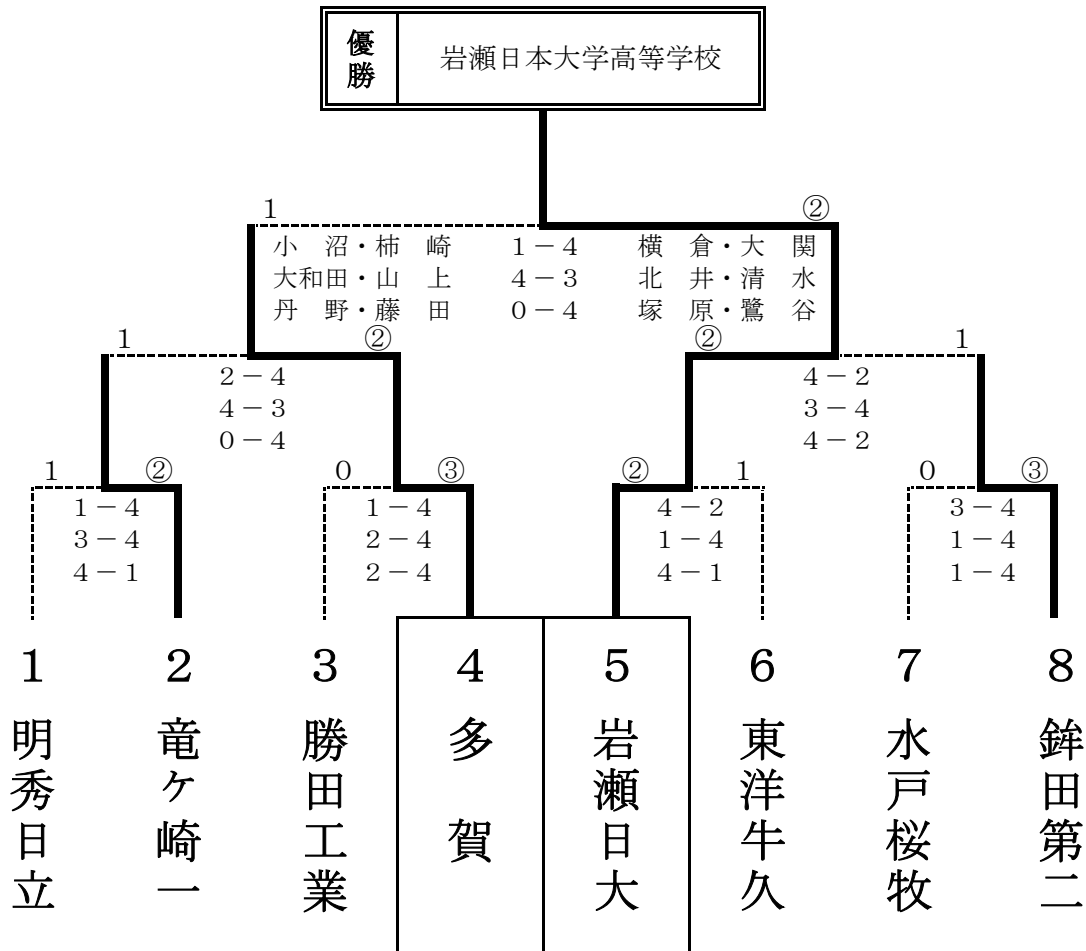 優勝
岩瀬日本大学高等学校
1 ②
小 沼・柿 崎 1－4 横 倉・大 関
大和田・山 上 4－3 北 井・清 水
丹 野・藤 田 0－4 塚 原・鷺 谷
1 ② ② 1
2－4 4－2
4－3 3－4
0－4 4－2
1 ② 0 ③ ② 1 0 ③
1－4 1－4 4－2 3－4
3－4 2－4 1－4 1－4
4－1 2－4 4－1 1－4
1 2 3 4 5 6 7 8
明秀日立
竜ケ崎一
勝田工業
多賀
岩瀬日大
東洋牛久
水戸桜牧
鉾田第二